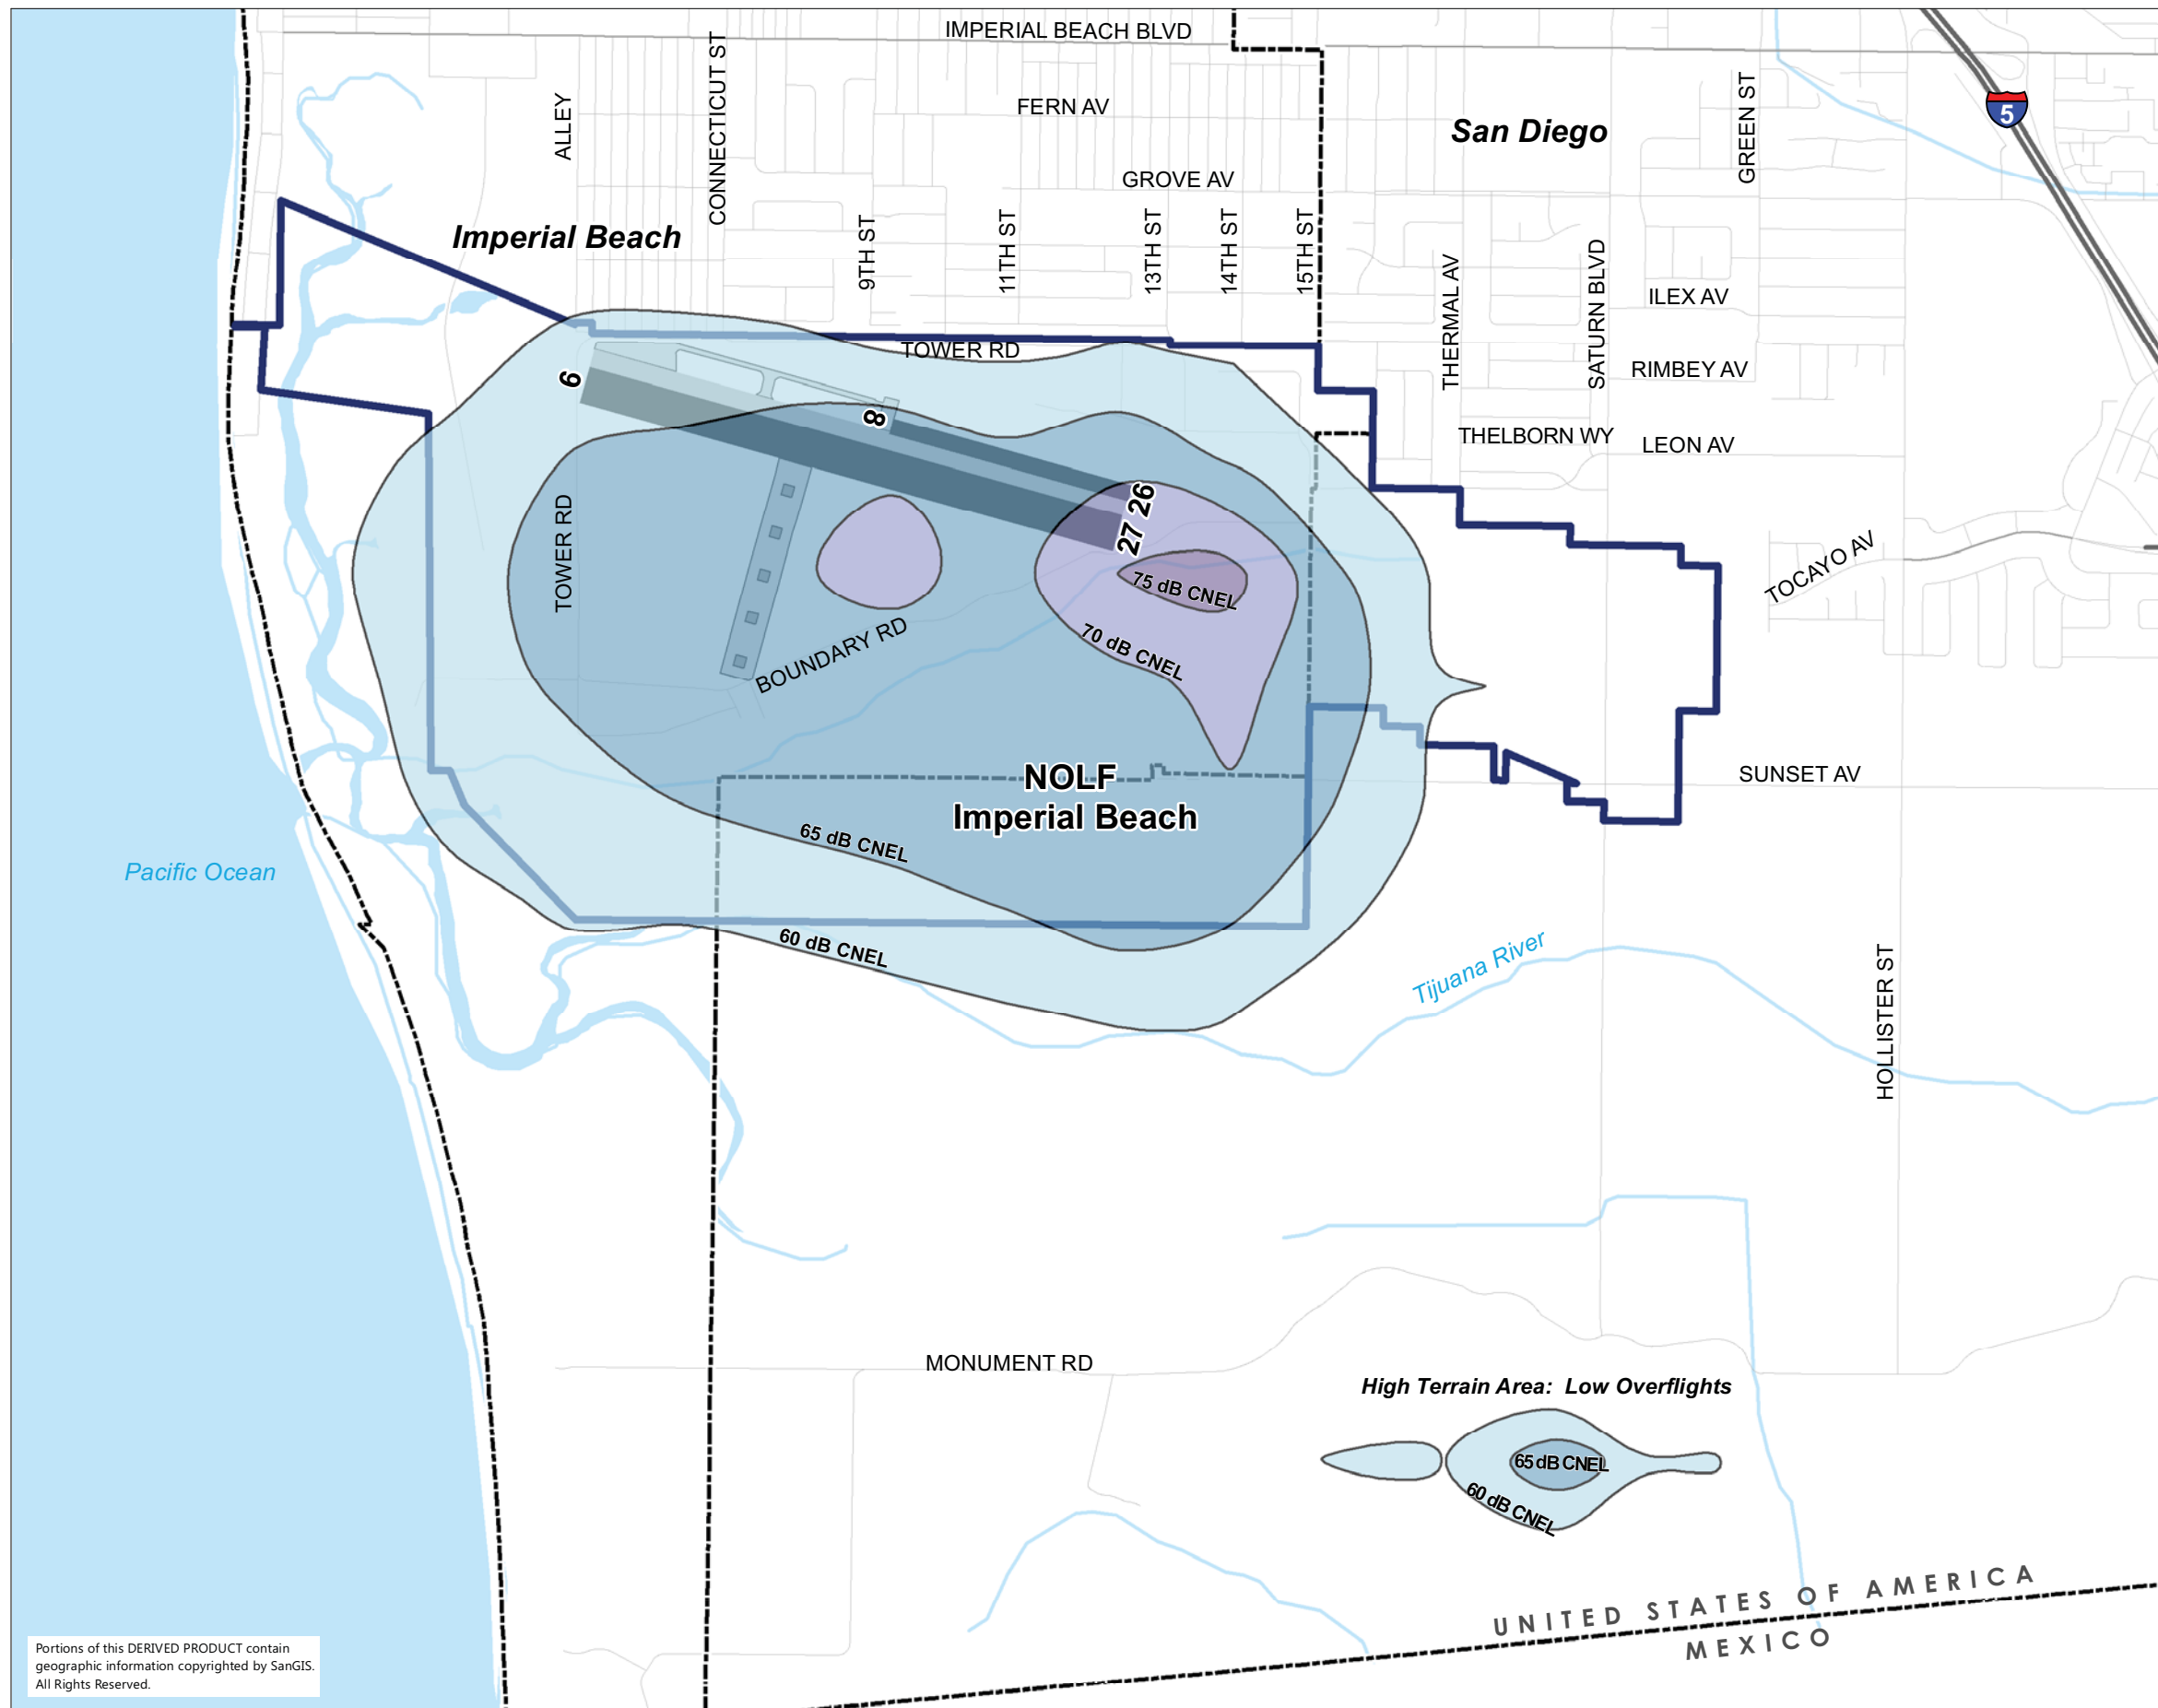 IMPERIAL BEACH BLVD
ALLEY
CONNECTICUT ST
FERN AV
San Diego
GREEN ST
5
GROVE AV
Imperial Beach
9TH ST
11TH ST
13TH ST
14TH ST
15TH ST
THERMAL AV
SATURN BLVD
ILEX AV
TOWER RD
RIMBEY AV
6
8
THELBORN WY
LEON AV
26
27
TOWER RD
TOCAYO AV
75 dB CNEL
70 dB CNEL
BOUNDARY RD
NOLF
Imperial Beach
SUNSET AV
65 dB CNEL
Pacific Ocean
60 dB CNEL
Tijuana River
HOLLISTER ST
MONUMENT RD
High Terrain Area: Low Overflights
65 dB CNEL
60 dB CNEL
UNITED STATES OF AMERICA
MEXICO
Portions of this DERIVED PRODUCT contain
geographic information copyrighted by SanGIS.
All Rights Reserved.